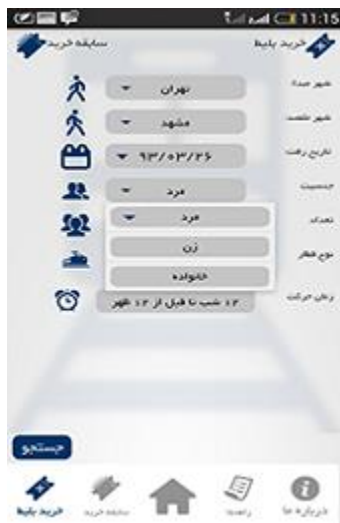 11:15
خرید بلیط
سابقه خرید
شهر مبدا
تهران
شهر مقصد
مشهد
تاریخ رفت
۹۳/۰۳/۲۶
جنسیت
مرد
تعداد
مرد
زن
نوع قطار
خانواده
زمان حرکت
۱۲ شب تا قبل از ۱۲ ظهر
جستجو
درباره ما
راهنما
سابقه خرید
خرید بلیط